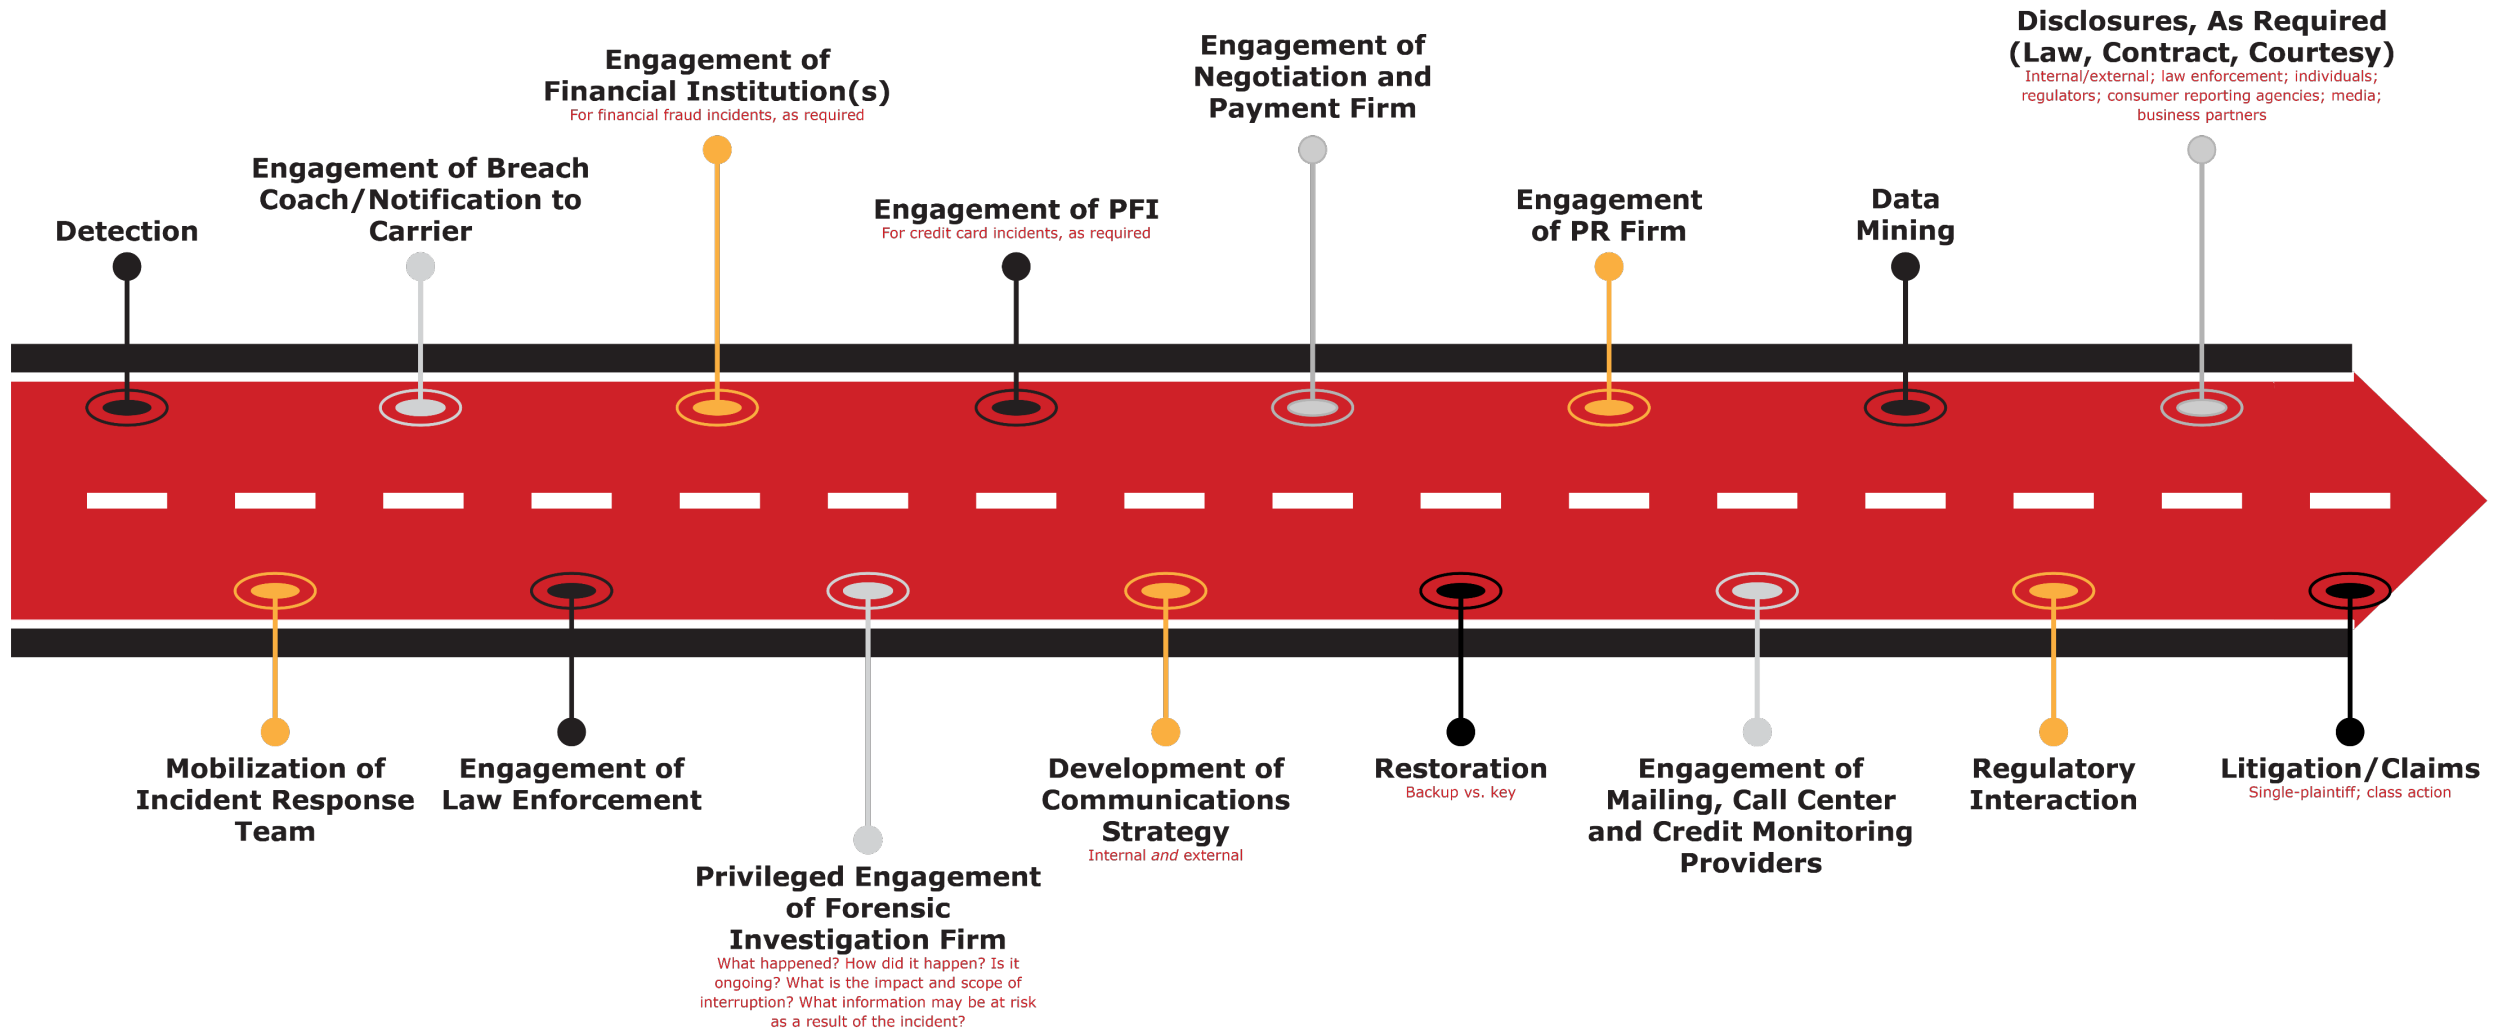 Detection
Engagement of Breach
Coach/Notification to
Carrier
Engagement of
Financial Institution(s)
For financial fraud incidents, as required
Engagement of PFI
For credit card incidents, as required
Engagement of
Negotiation and
Payment Firm
Engagement
of PR Firm
Data
Mining
Disclosures, As Required
(Law, Contract, Courtesy)
Internal/external; law enforcement; individuals;
regulators; consumer reporting agencies; media;
business partners
Mobilization of
Incident Response
Team
Engagement of
Law Enforcement
Privileged Engagement
of Forensic
Investigation Firm
What happened? How did it happen? Is it
ongoing? What is the impact and scope of
interruption? What information may be at risk
as a result of the incident?
Development of
Communications
Strategy
Internal and external
Restoration
Backup vs. key
Engagement of
Mailing, Call Center
and Credit Monitoring
Providers
Regulatory
Interaction
Litigation/Claims
Single-plaintiff; class action